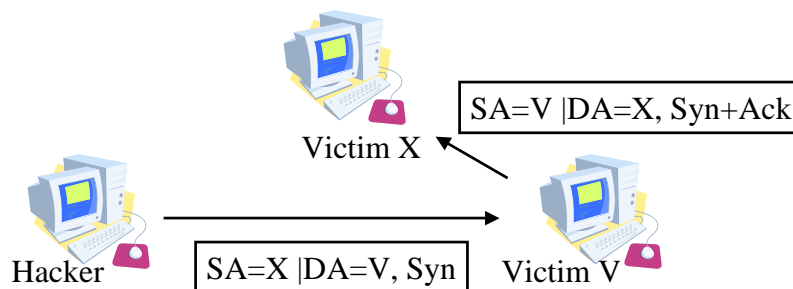 SA=V |DA=X, Syn+Ack
Victim X
Hacker
SA=X |DA=V, Syn
Victim V